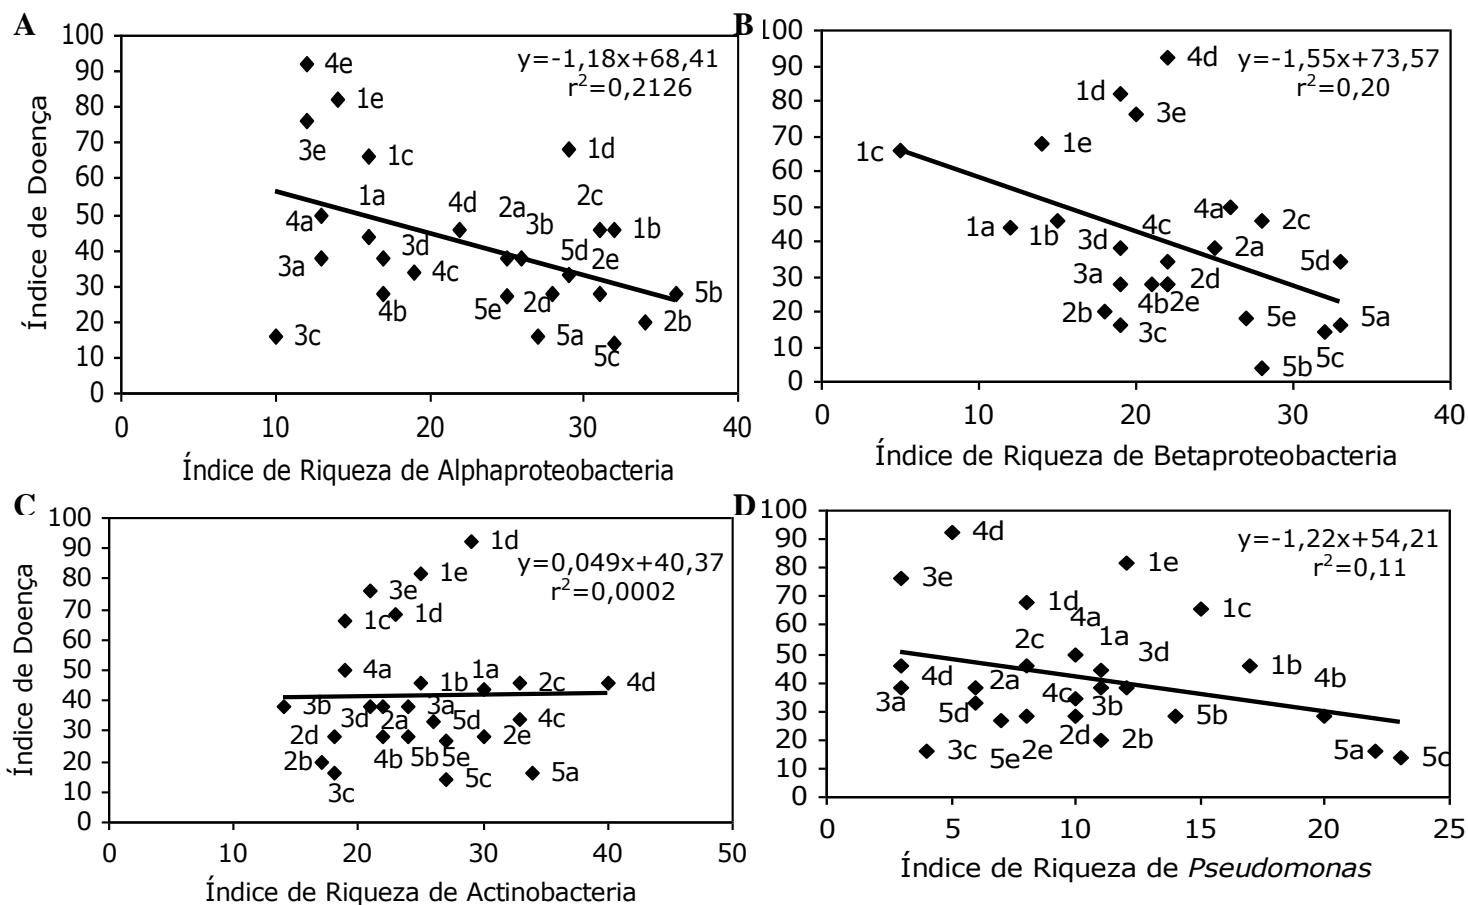 A
100
90
80
70
60
50
40
30
20
10
0
Índice de Doença
y=-1,18x+68,41
r²=0,2126
4e
1e
3e
1c
1d
1a
4d
2a
2c
4a
3b
1b
3d
5d
3a
4c
2e
4b
5e
2d
5b
3c
5a
2b
5c
0 10 20 30 40
Índice de Riqueza de Alphaproteobacteria
B
100
90
80
70
60
50
40
30
20
10
0
y=-1,55x+73,57
r²=0,20
4d
1d
3e
1e
1c
4a
2c
1a
1b
4c
3d
2a
5d
3a
2d
2b
4b
2e
5e
5a
3c
5c
5b
0 10 20 30 40
Índice de Riqueza de Betaproteobacteria
C
100
90
80
70
60
50
40
30
20
10
0
Índice de Doença
y=0,049x+40,37
r²=0,0002
1d
1e
3e
1c
1d
4a
1b
1a
2c
4d
3b
3d
2a
3a
5d
4c
2d
4b
5b
5e
2e
2b
3c
5c
5a
0 10 20 30 40 50
Índice de Riqueza de Actinobacteria
D
100
90
80
70
60
50
40
30
20
10
0
y=-1,22x+54,21
r²=0,11
4d
1e
3e
1d
4a
1c
2c
1a
3d
4d
2a
1b
4b
3a
4c
3b
5d
5b
3c
5e
2e
2d
2b
5a
5c
0 5 10 15 20 25
Índice de Riqueza de Pseudomonas